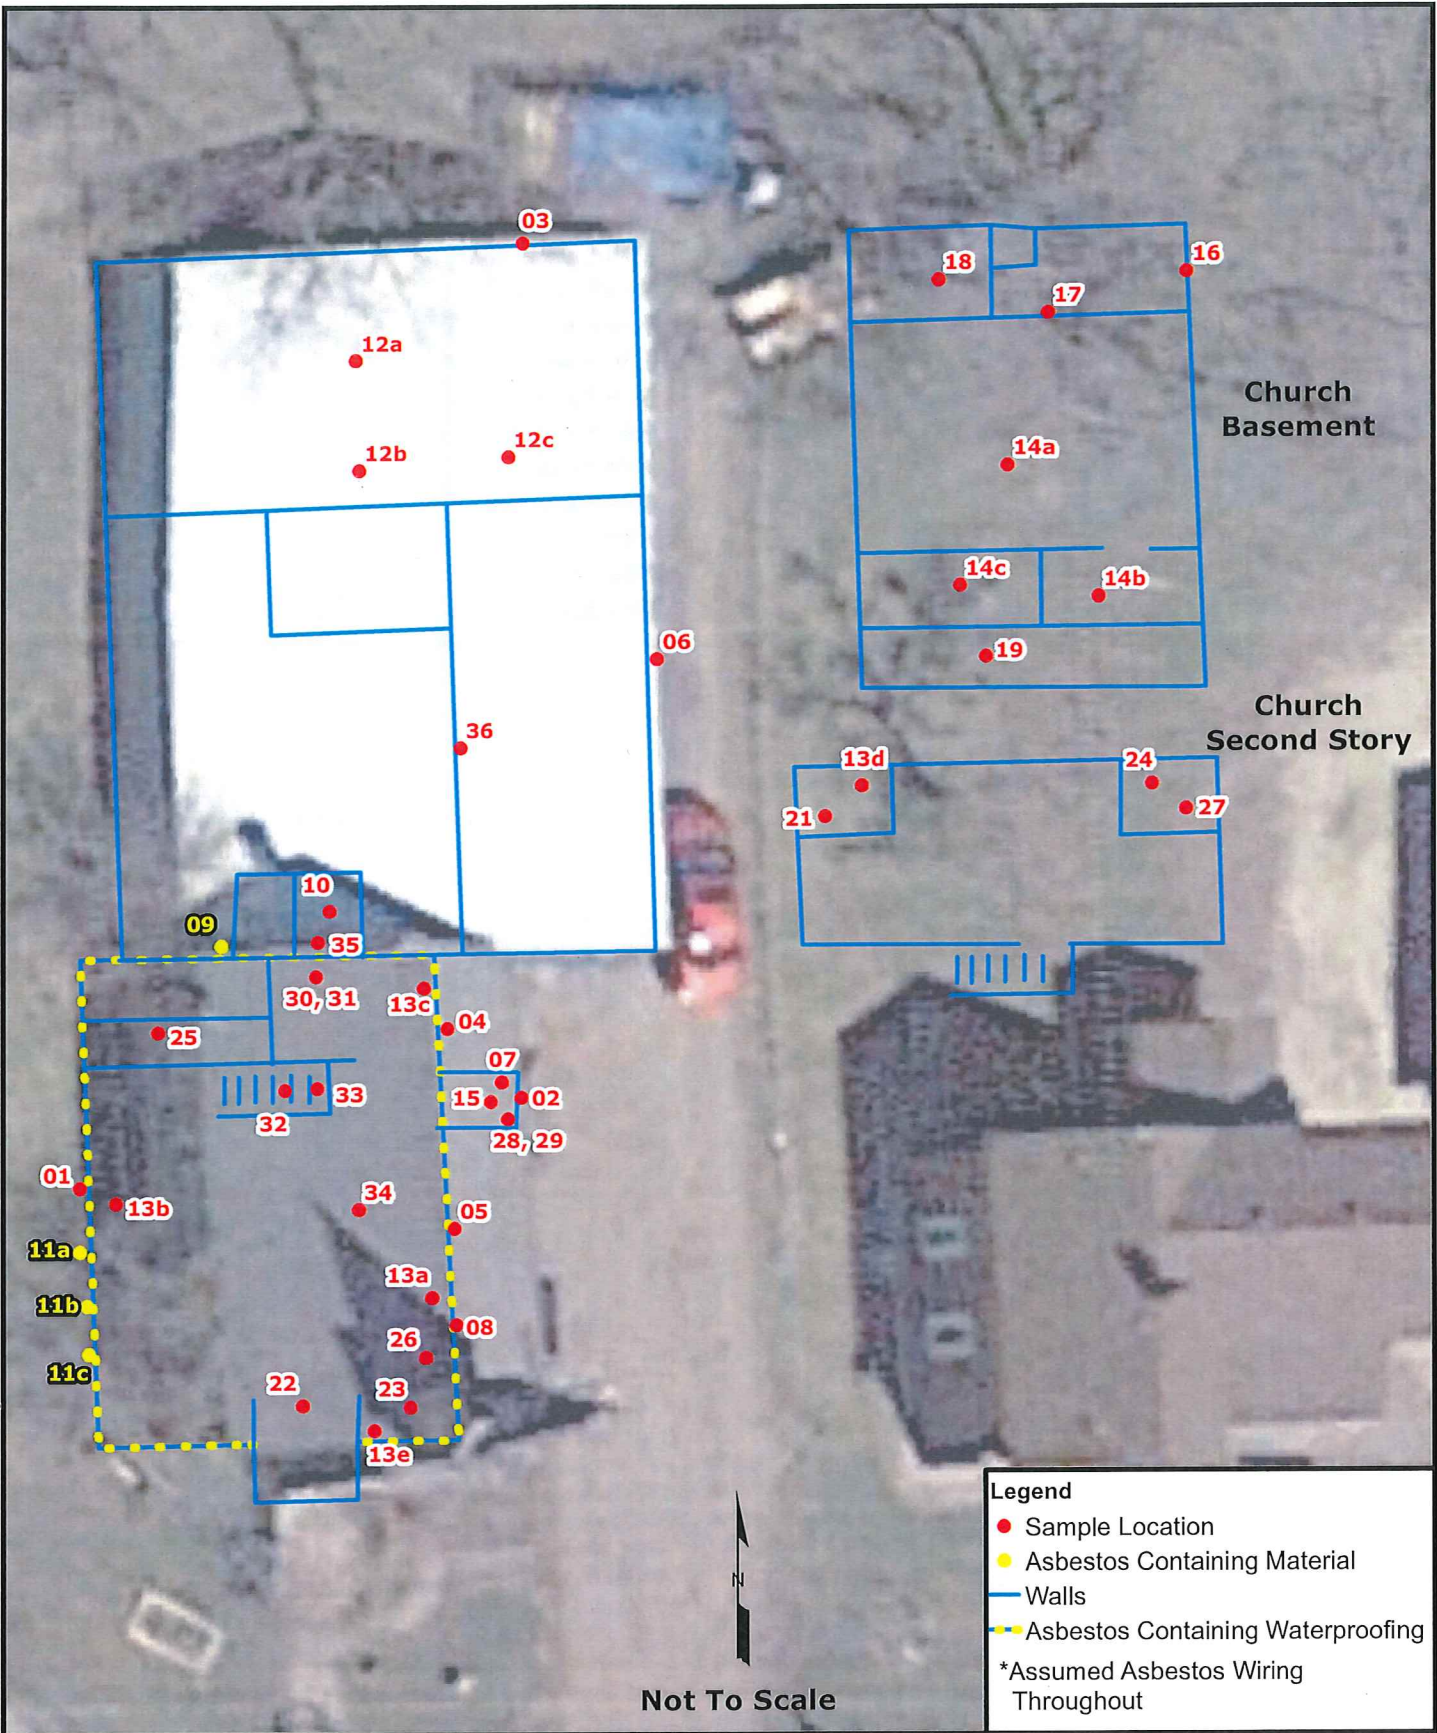 03
16
18
17
12a
12b
12c
Church
Basement
14a
14c
14b
06
19
36
Church
Second Story
13d
24
21
27
10
09
35
30, 31
13c
25
04
07
15
02
33
32
28, 29
01
13b
34
05
11a
13a
11b
08
26
11c
22
23
13e
N
Not To Scale
Legend
Sample Location
Asbestos Containing Material
Walls
Asbestos Containing Waterproofing
*Assumed Asbestos Wiring
Throughout